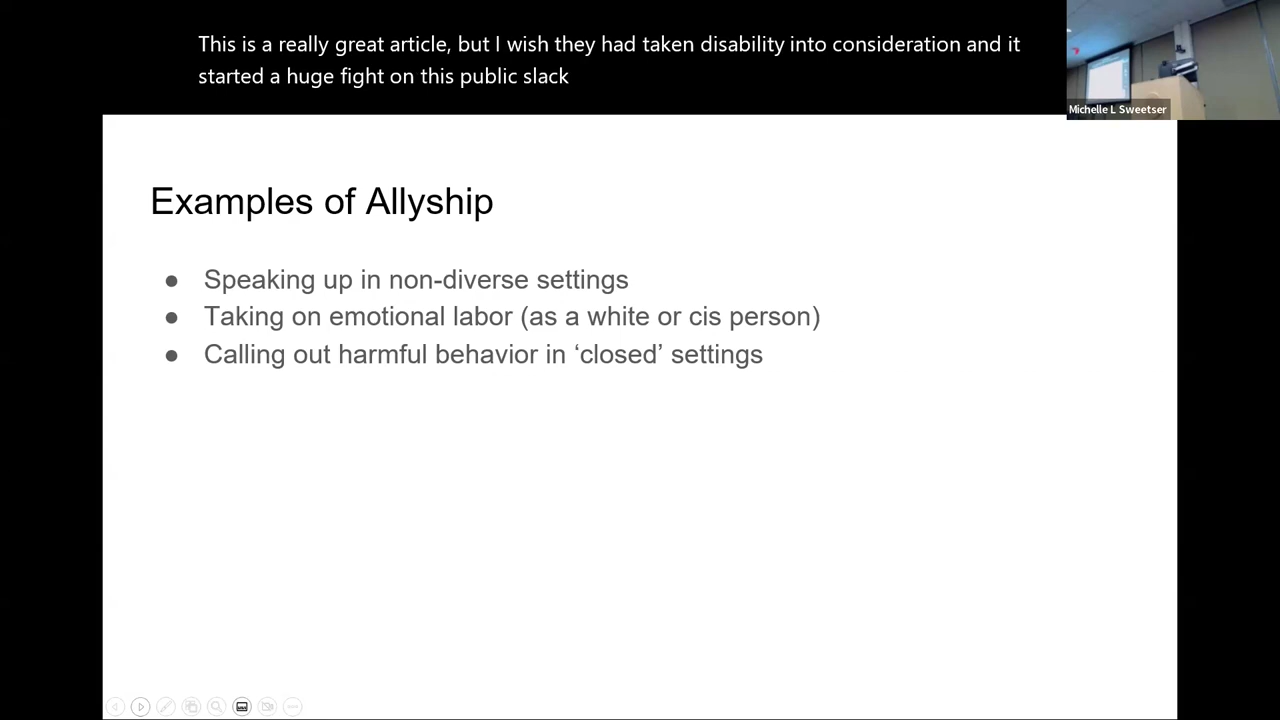 This is a really great article, but I wish they had taken disability into consideration and it
started a huge fight on this public slack
Michelle L Sweetser
Examples of Allyship
● Speaking up in non-diverse settings
● Taking on emotional labor (as a white or cis person)
● Calling out harmful behavior in ‘closed’ settings